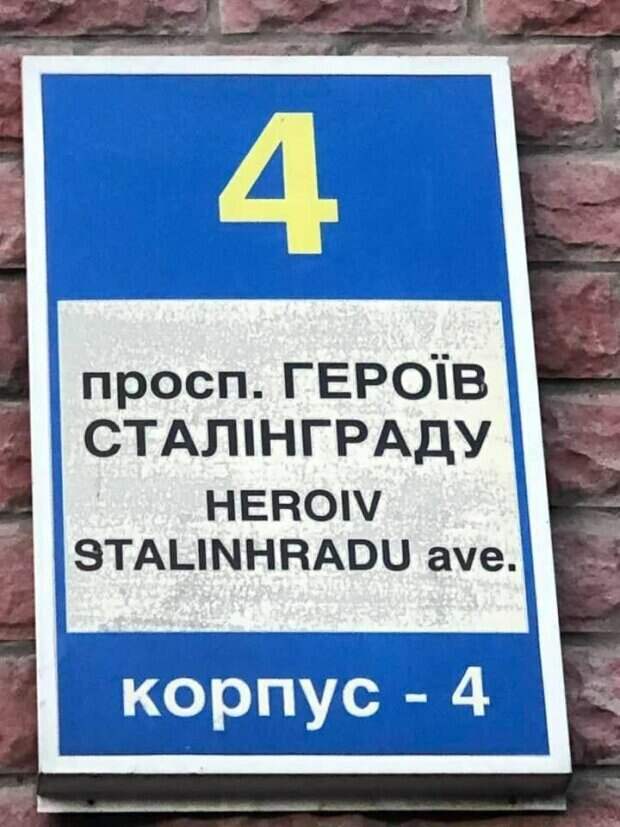 4
просп. ГЕРОЇВ
СТАЛІНГРАДУ
HEROIV
STALINHRADU ave.
корпус - 4